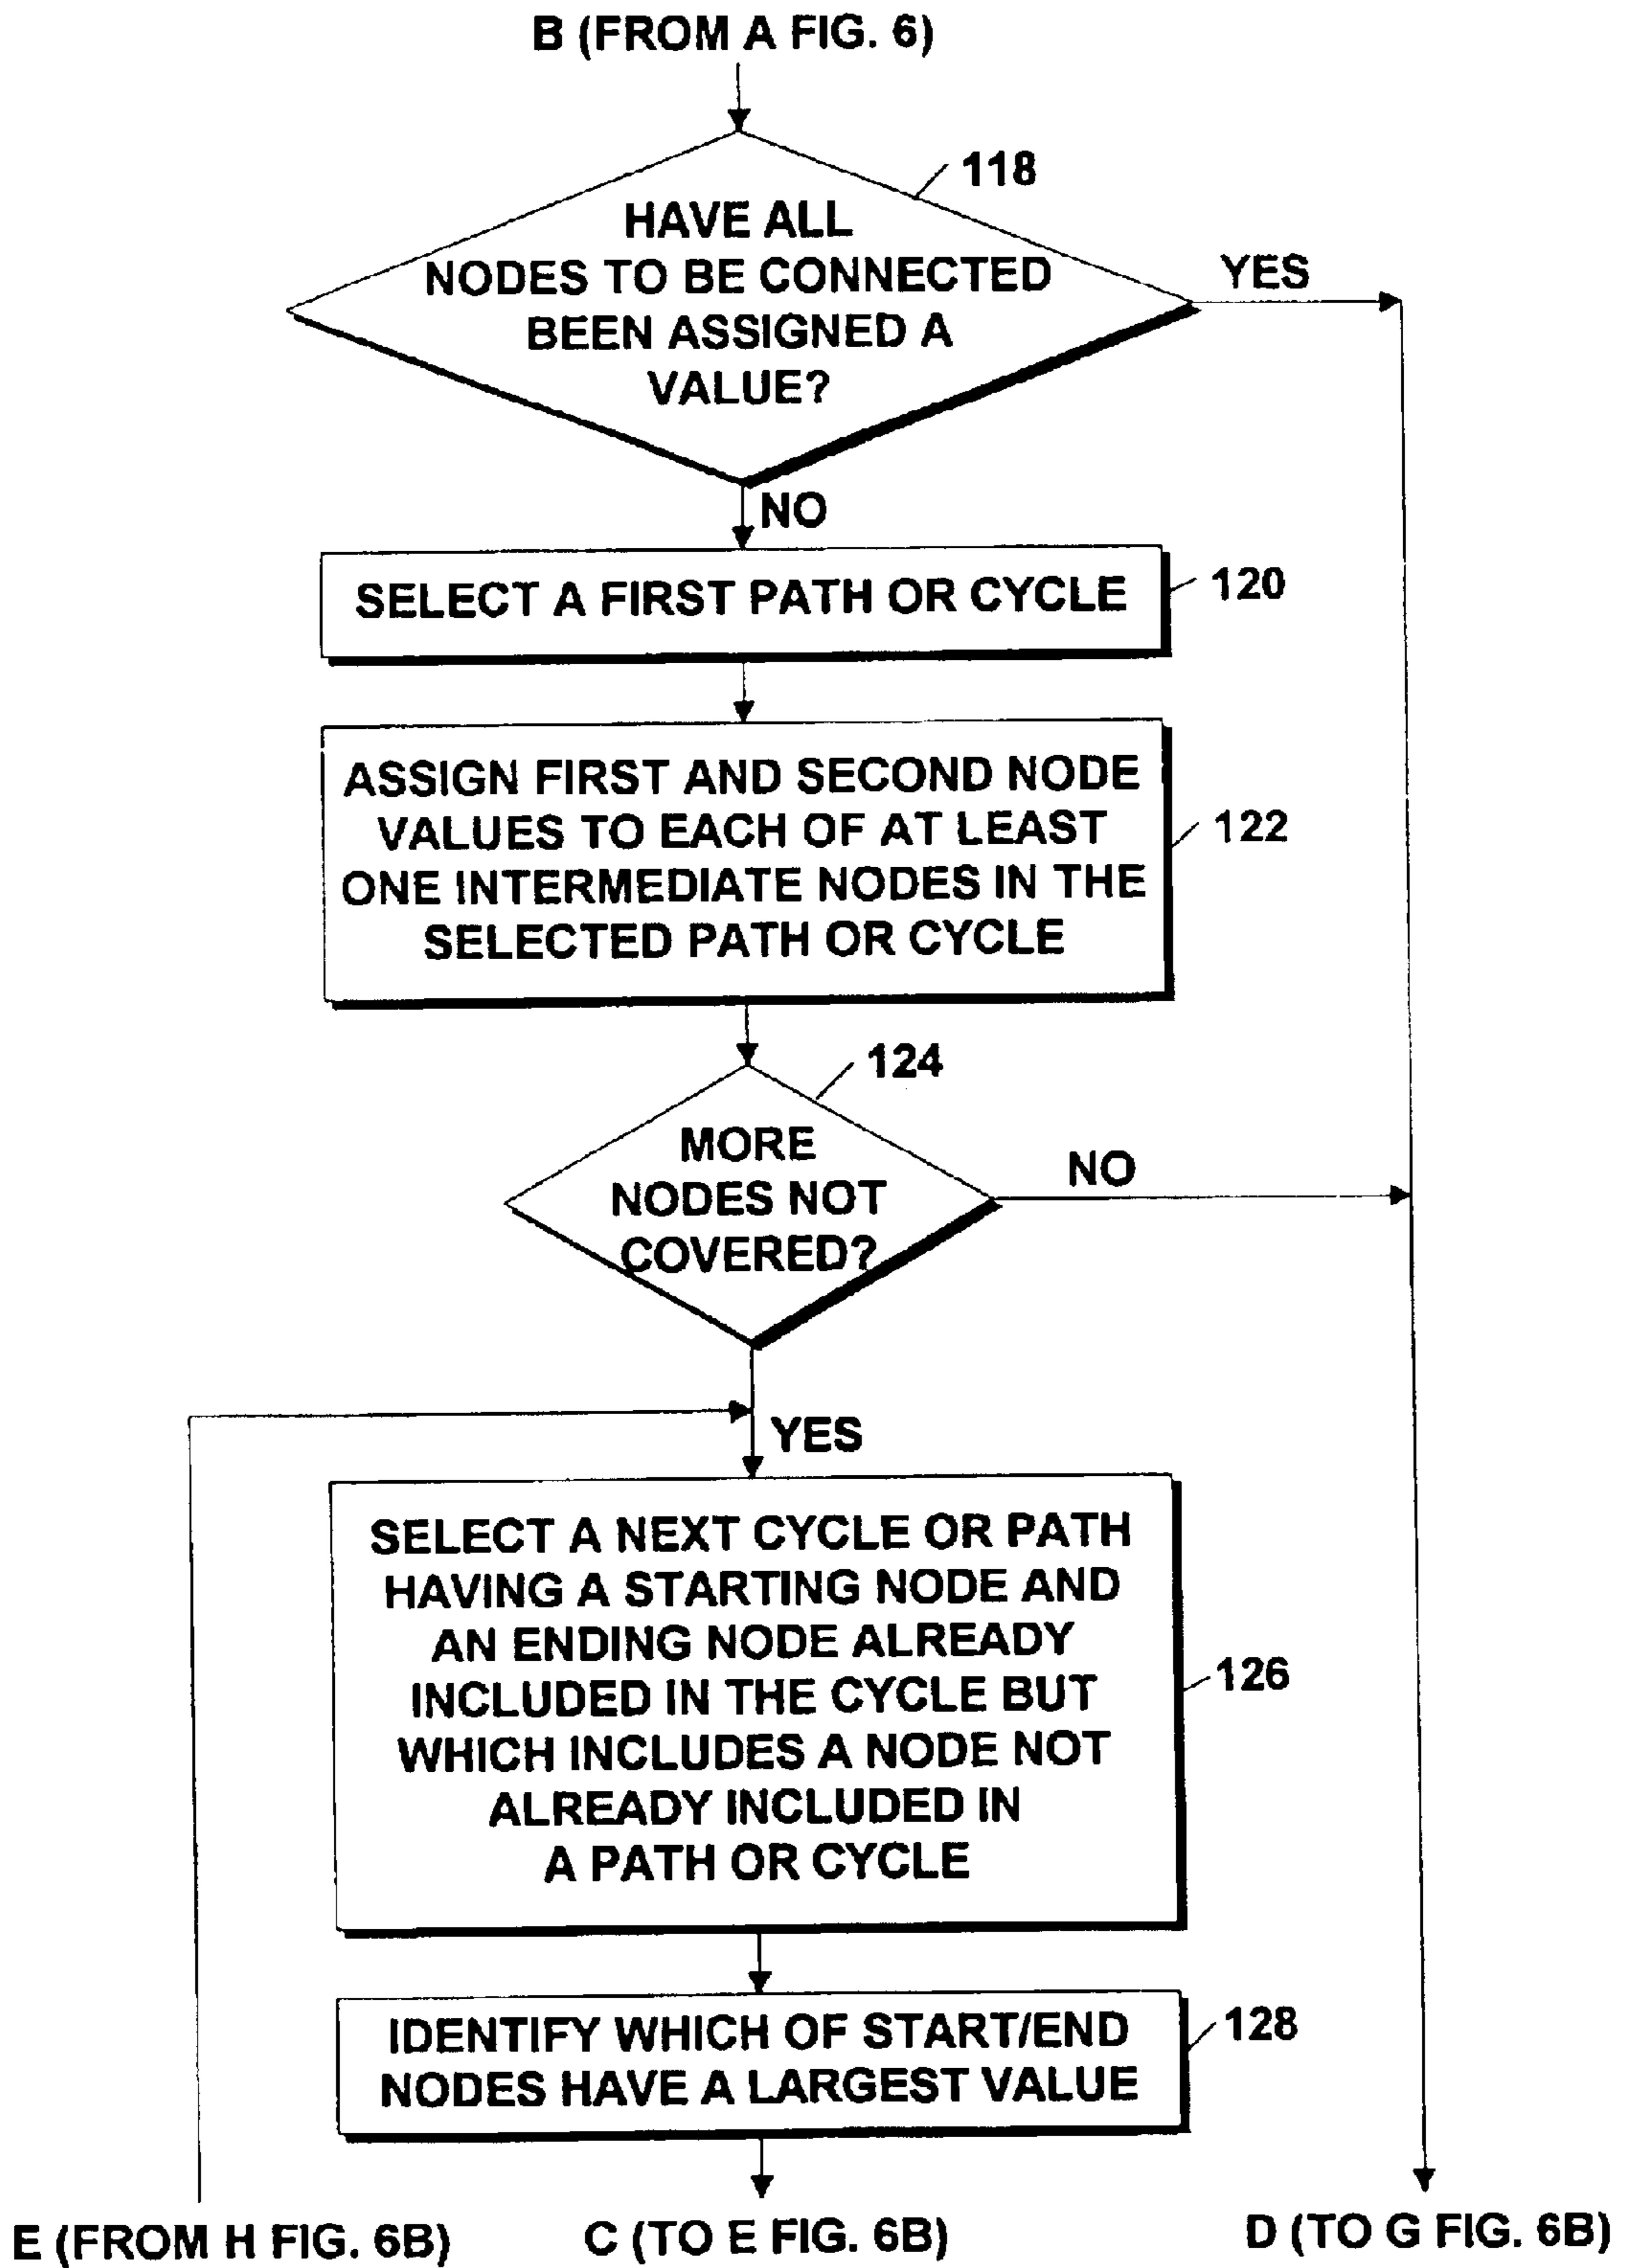 B (FROM A FIG. 6)
118
HAVE ALL
NODES TO BE CONNECTED
BEEN ASSIGNED A
VALUE?
YES
NO
SELECT A FIRST PATH OR CYCLE
120
ASSIGN FIRST AND SECOND NODE
VALUES TO EACH OF AT LEAST
ONE INTERMEDIATE NODES IN THE
SELECTED PATH OR CYCLE
122
124
MORE
NODES NOT
COVERED?
NO
YES
SELECT A NEXT CYCLE OR PATH
HAVING A STARTING NODE AND
AN ENDING NODE ALREADY
INCLUDED IN THE CYCLE BUT
WHICH INCLUDES A NODE NOT
ALREADY INCLUDED IN
A PATH OR CYCLE
126
IDENTIFY WHICH OF START/END
NODES HAVE A LARGEST VALUE
128
E (FROM H FIG. 6B)
C (TO E FIG. 6B)
D (TO G FIG. 6B)